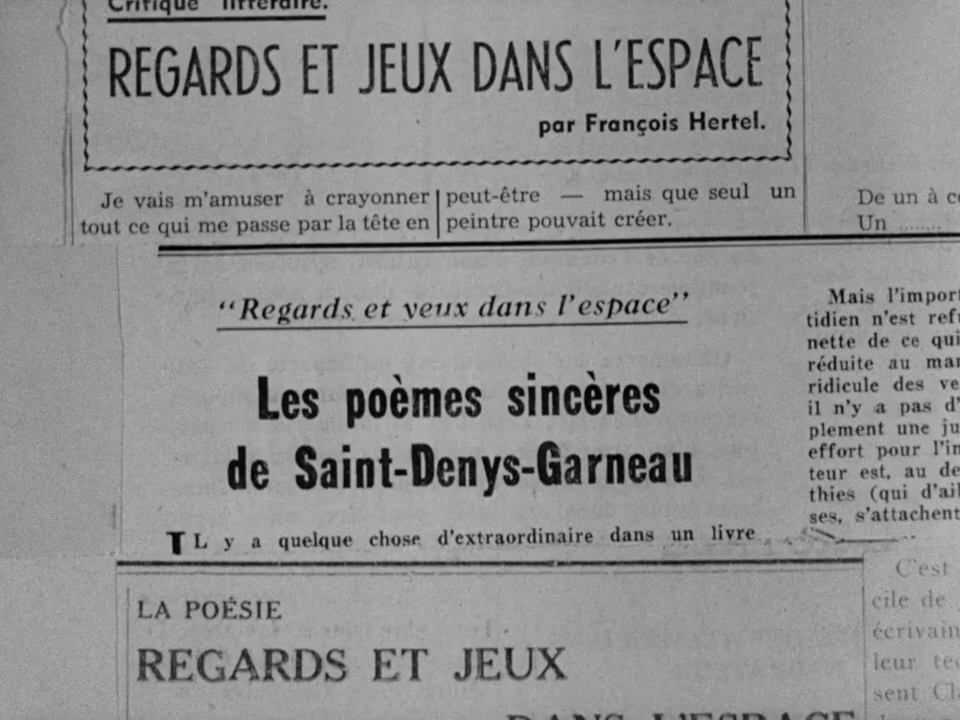 Critique littéraire.
REGARDS ET JEUX DANS L'ESPACE
par François Hertel.
Je vais m'amuser à crayonner
tout ce qui me passe par la tête en
peut-être — mais que seul un
peintre pouvait créer.
De un à
Un ........
"Regards et yeux dans l'espace"
Les poèmes sincères
de Saint-Denys-Garneau
IL y a quelque chose d'extraordinaire dans un livre
Mais l'import
tidien n'est refu
nette de ce qui
réduite au man
ridicule des ve
il n'y a pas d'
plement une ju
effort pour l'in
teur est, au de
thies (qui d'ail
ses, s'attachent
LA POÉSIE
REGARDS ET JEUX
DANS L'ESPACE
C'est
cile de
écrivain
leur tec
sent Cla